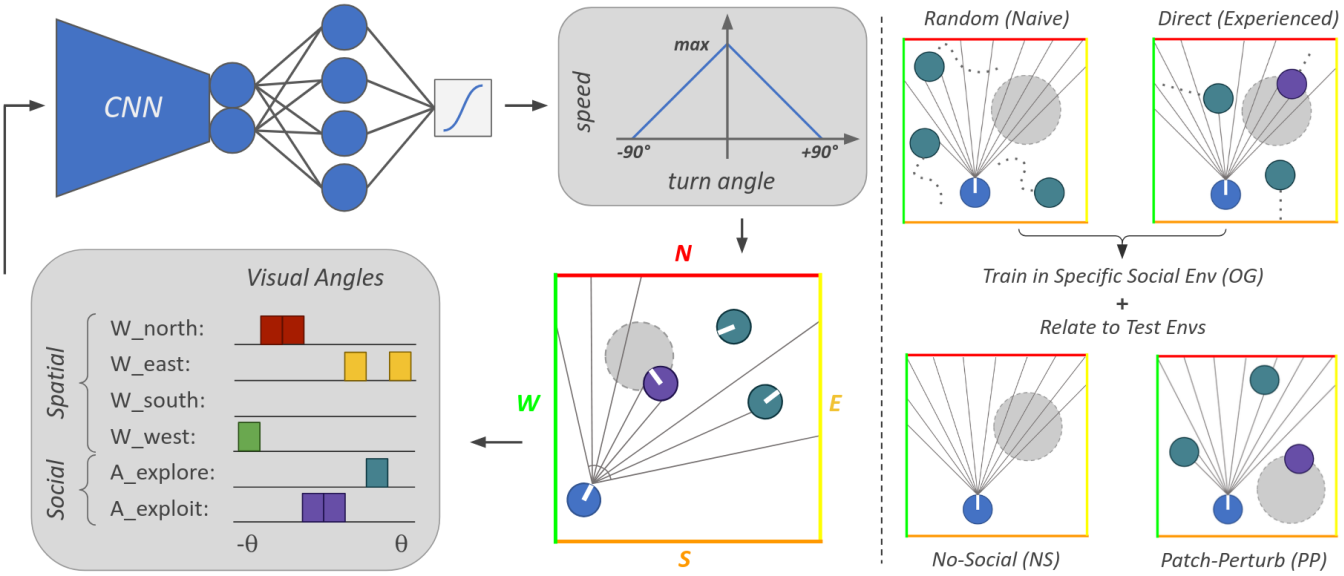 CNN
max
speed
-90°
+90°
turn angle
Visual Angles
Spatial
W_north:
W_east:
W_south:
W_west:
Social
A_explore:
A_exploit:
-θ
θ
N
W
E
S
Random (Naive)
Direct (Experienced)
Train in Specific Social Env (OG)
+
Relate to Test Envs
No-Social (NS)
Patch-Perturb (PP)